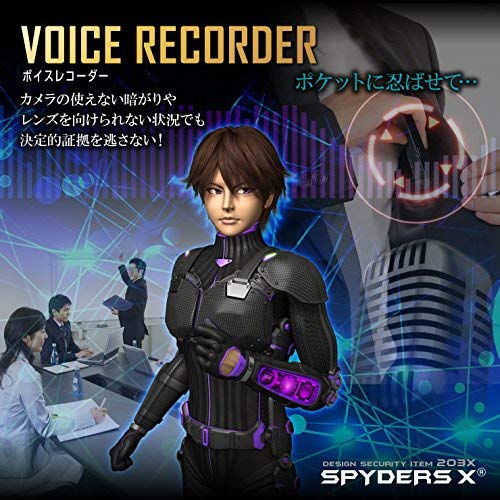 VOICE RECORDER
ボイスレコーダー
ポケットに忍ばせて…
カメラの使えない暗がりや
レンズを向けられない状況でも
決定的証拠を逃さない!
DESIGN SECURITY ITEM 203X
SPYDERS X®